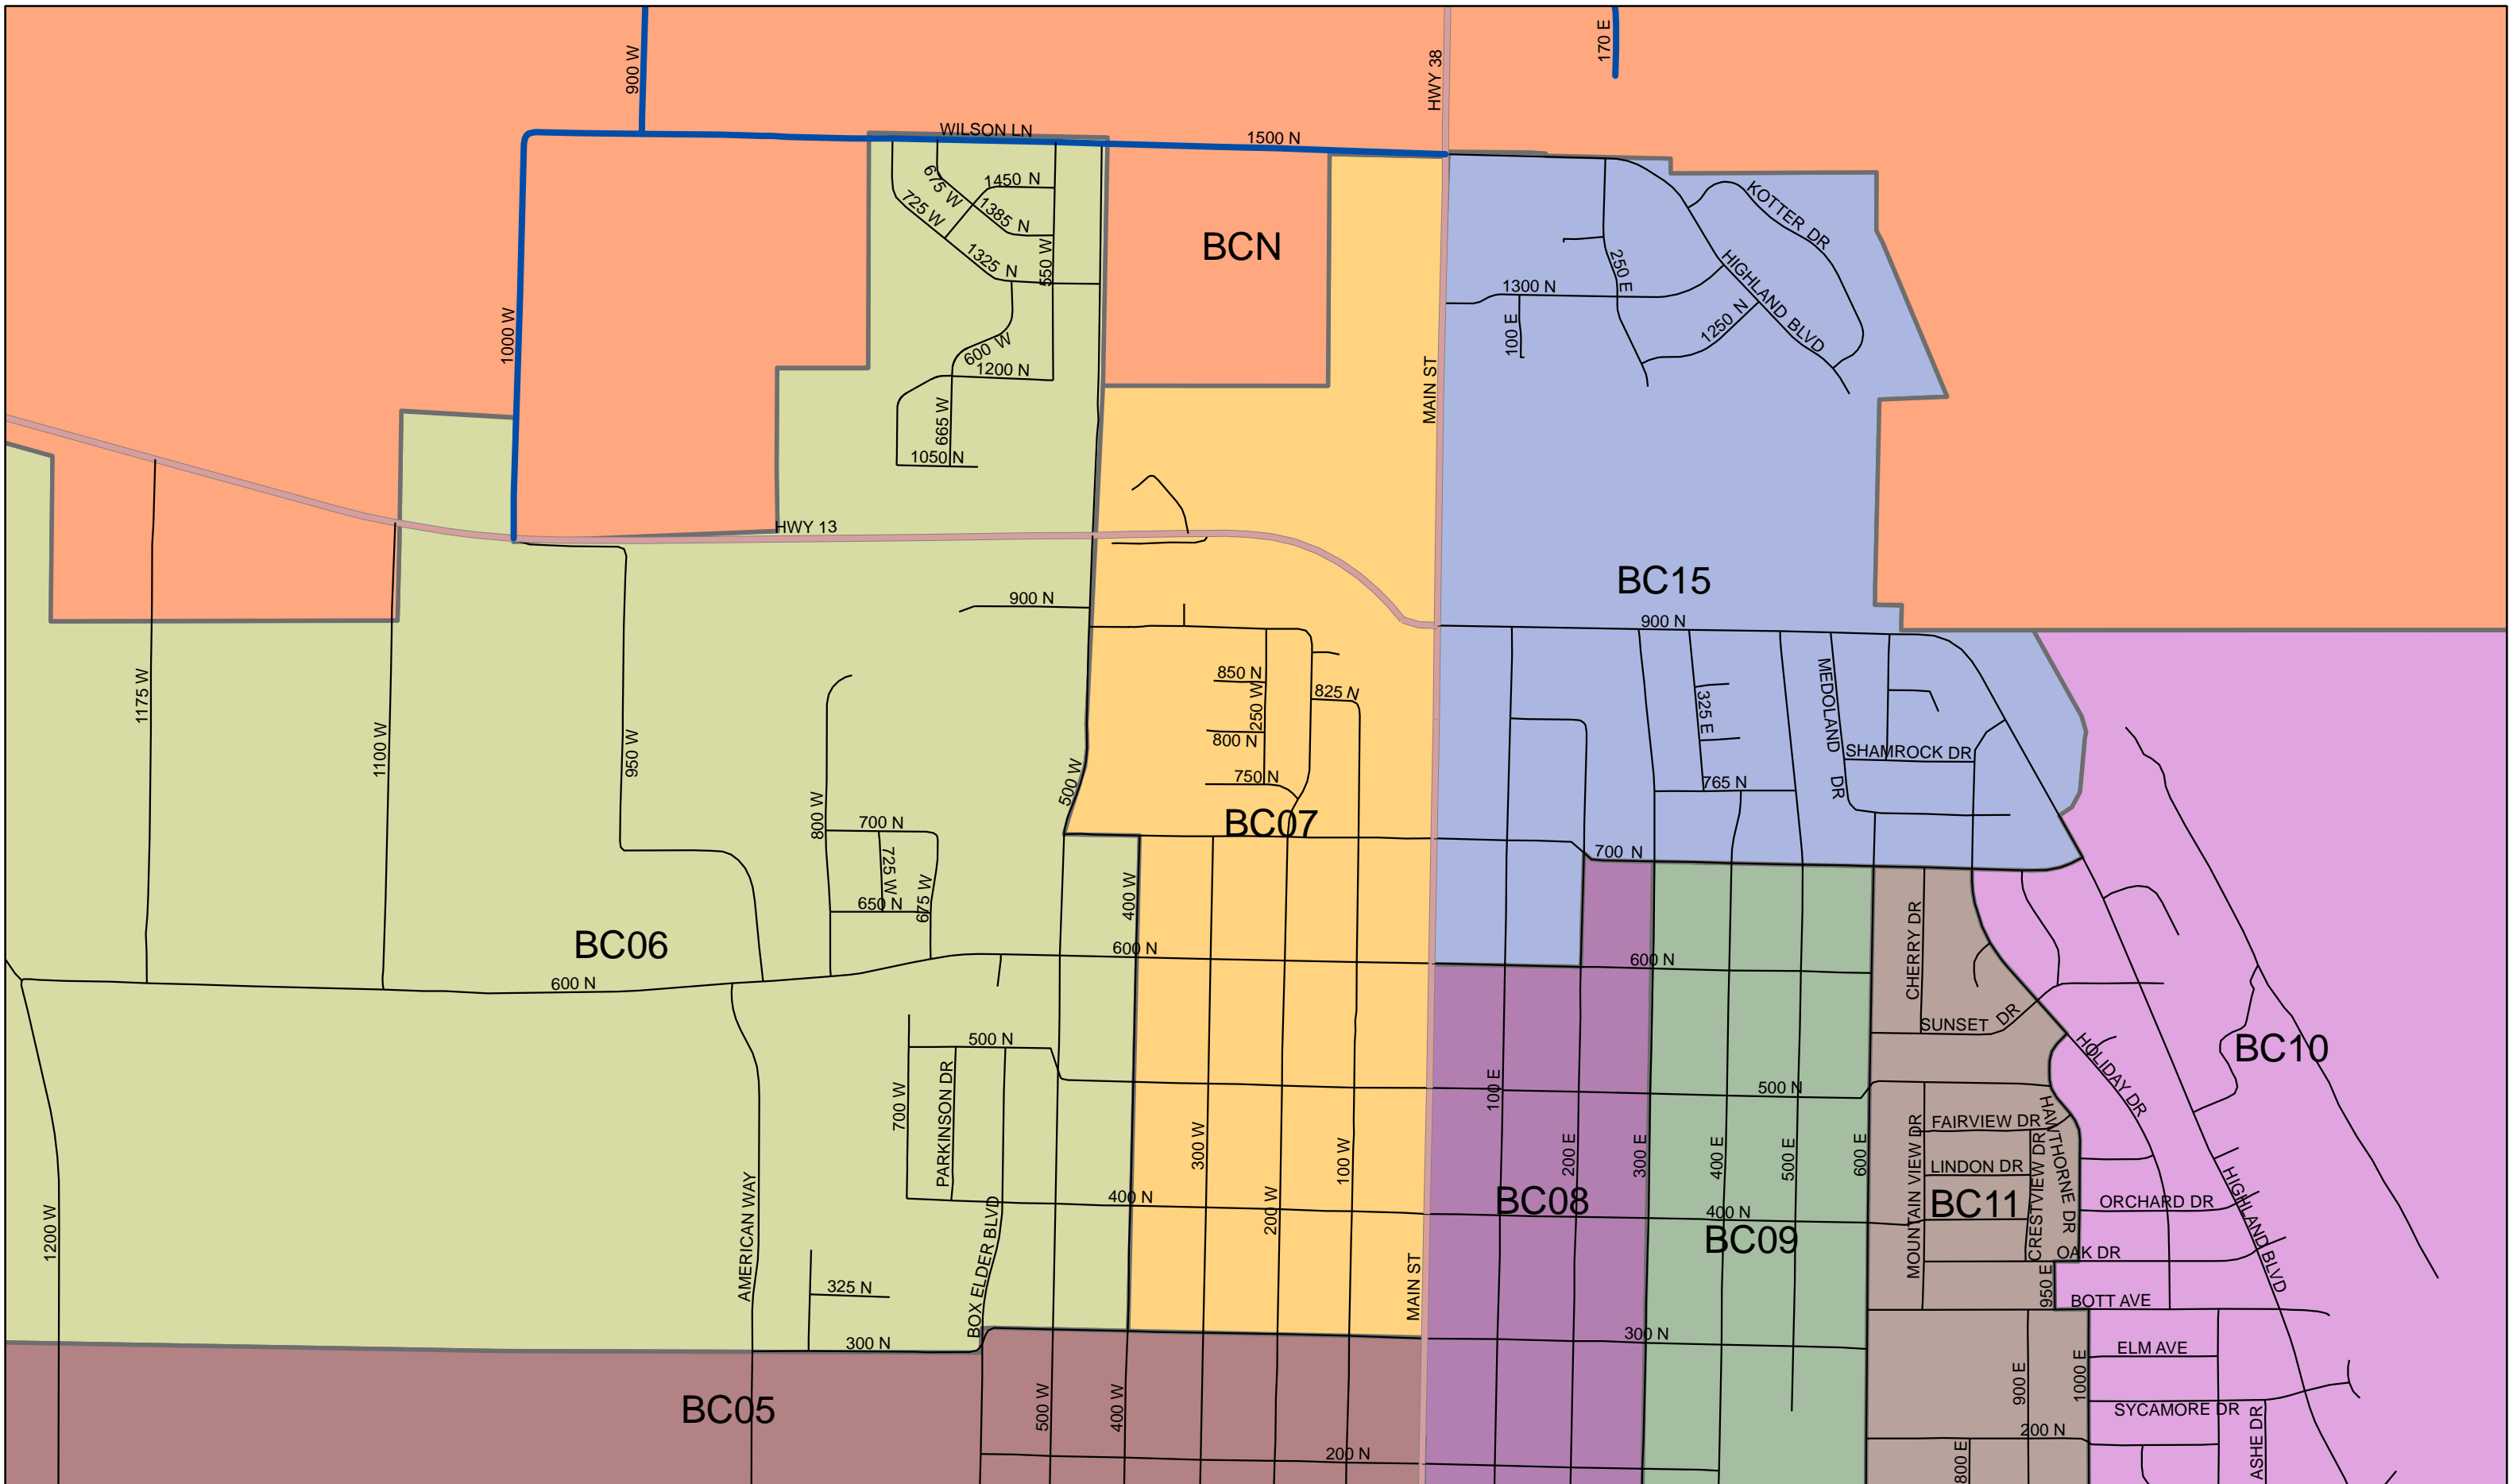 900 W
HWY 38
170 E
WILSON LN
1500 N
675 W
1450 N
725 W
1385 N
KOTTER DR
BCN
1325 N
550 W
250 E
HIGHLAND BLVD
1300 N
1000 W
100 E
1250 N
600 W
1200 N
MAIN ST
665 W
1050 N
HWY 13
BC15
900 N
900 N
1175 W
850 N
825 N
250 W
325 E
MEDOLAND DR
1100 W
950 W
800 N
SHAMROCK DR
500 W
750 N
765 N
800 W
700 N
BC07
725 W
700 N
400 W
675 W
650 N
CHERRY DR
BC06
600 N
600 N
600 N
SUNSET DR
500 N
HOLIDAY DR
BC10
700 W
PARKINSON DR
100 E
500 N
HAWTHORNE DR
FAIRVIEW DR
300 W
100 W
200 E
300 E
400 E
500 E
600 E
MOUNTAIN VIEW DR
CRESTVIEW DR
LINDON DR
AMERICAN WAY
400 N
200 W
BC08
400 N
BC11
ORCHARD DR
HIGHLAND BLVD
1200 W
BOX ELDER BLVD
BC09
OAK DR
325 N
MAIN ST
950 E
BOTT AVE
300 N
300 N
ELM AVE
BC05
500 W
400 W
900 E
1000 E
SYCAMORE DR
200 N
200 N
800 E
ASHE DR